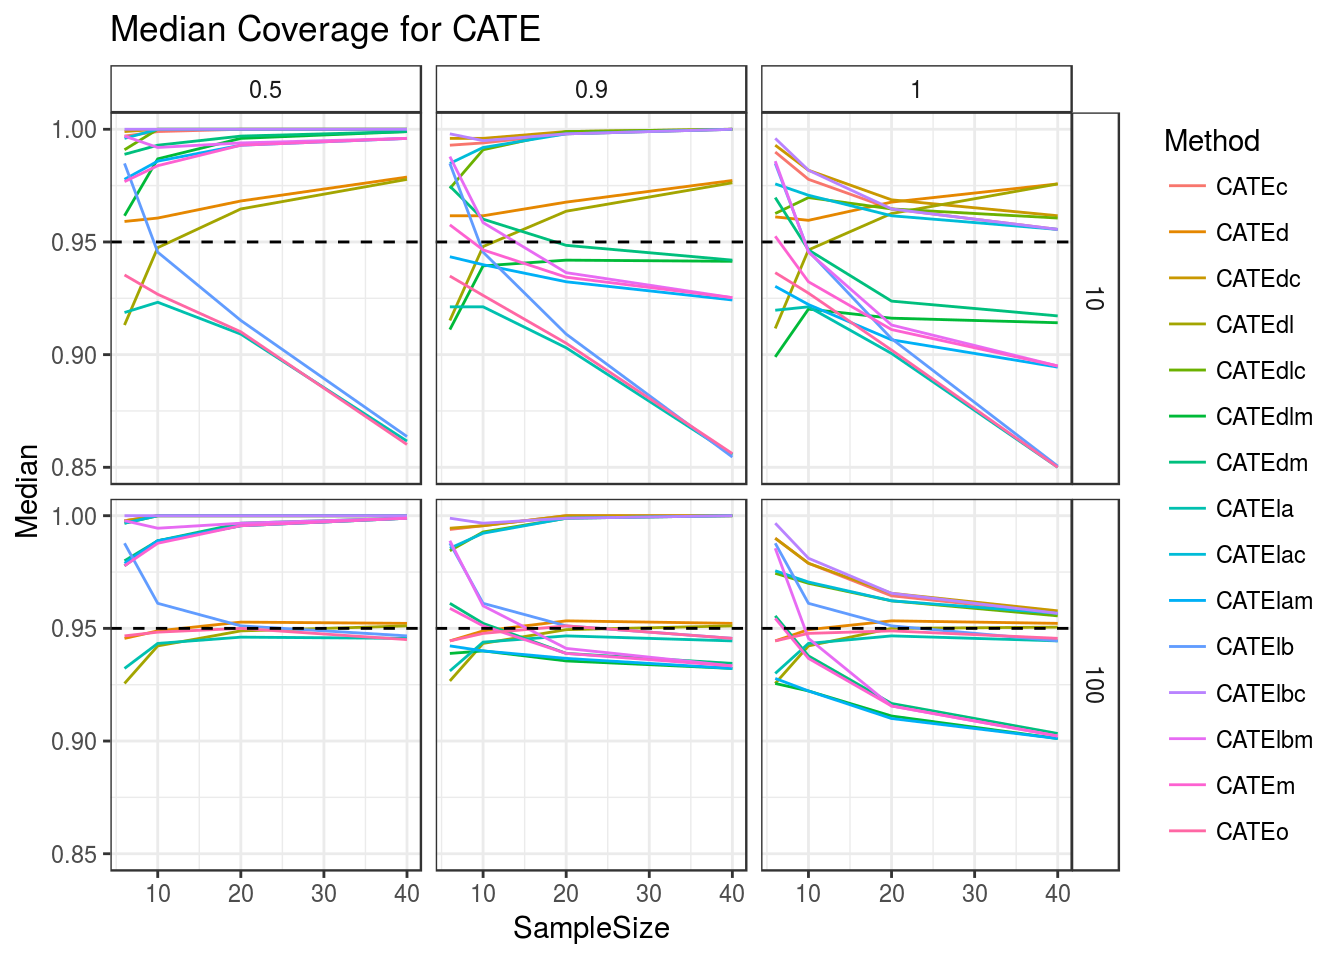 Median Coverage for CATE
0.5
0.9
1
10
100
1.00
0.95
0.90
0.85
1.00
0.95
0.90
0.85
Median
10 20 30 40
10 20 30 40
10 20 30 40
SampleSize
Method
CATEc
CATEd
CATEdc
CATEdl
CATEdlc
CATEdlm
CATEdm
CATEla
CATElac
CATElam
CATElb
CATElbc
CATElbm
CATEm
CATEo